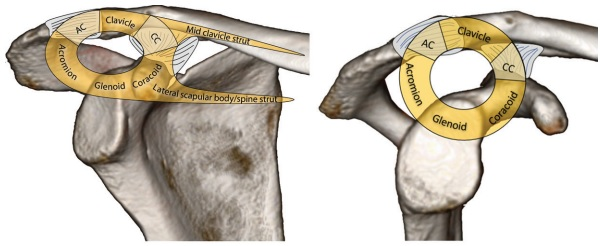 Clavicle
AC
CC
Mid clavicle strut
Acromion
Glenoid
Coracoid
Lateral scapular body/spine strut
Clavicle
AC
CC
Acromion
Glenoid
Coracoid